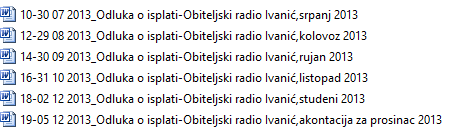 10-30 07 2013_Odluka o isplati-Obiteljski radio Ivanić,srpanj 2013
12-29 08 2013_Odluka o isplati-Obiteljski radio Ivanić,kolovoz 2013
14-30 09 2013_Odluka o isplati-Obiteljski radio Ivanić,rujan 2013
16-31 10 2013_Odluka o isplati-Obiteljski radio Ivanić,listopad 2013
18-02 12 2013_Odluka o isplati-Obiteljski radio Ivanić,studeni 2013
19-05 12 2013_Odluka o isplati-Obiteljski radio Ivanić,akontacija za prosinac 2013